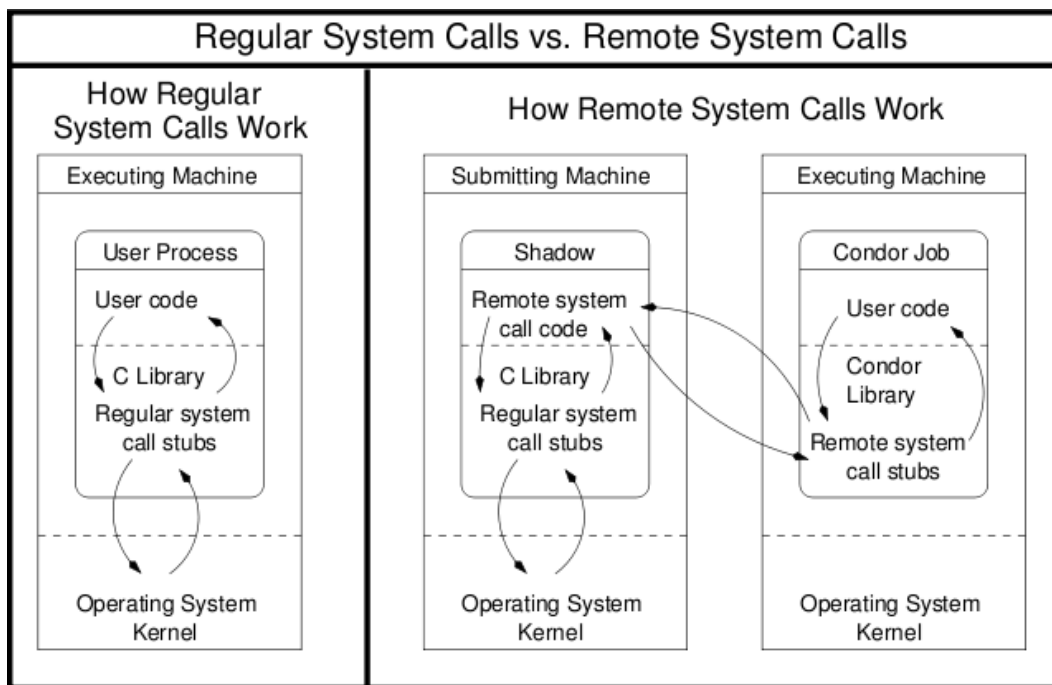 Regular System Calls vs. Remote System Calls
How Regular
System Calls Work
Executing Machine
User Process
User code
C Library
Regular system
call stubs
Operating System
Kernel
How Remote System Calls Work
Submitting Machine
Shadow
Remote system
call code
C Library
Regular system
call stubs
Operating System
Kernel
Executing Machine
Condor Job
User code
Condor
Library
Remote system
call stubs
Operating System
Kernel